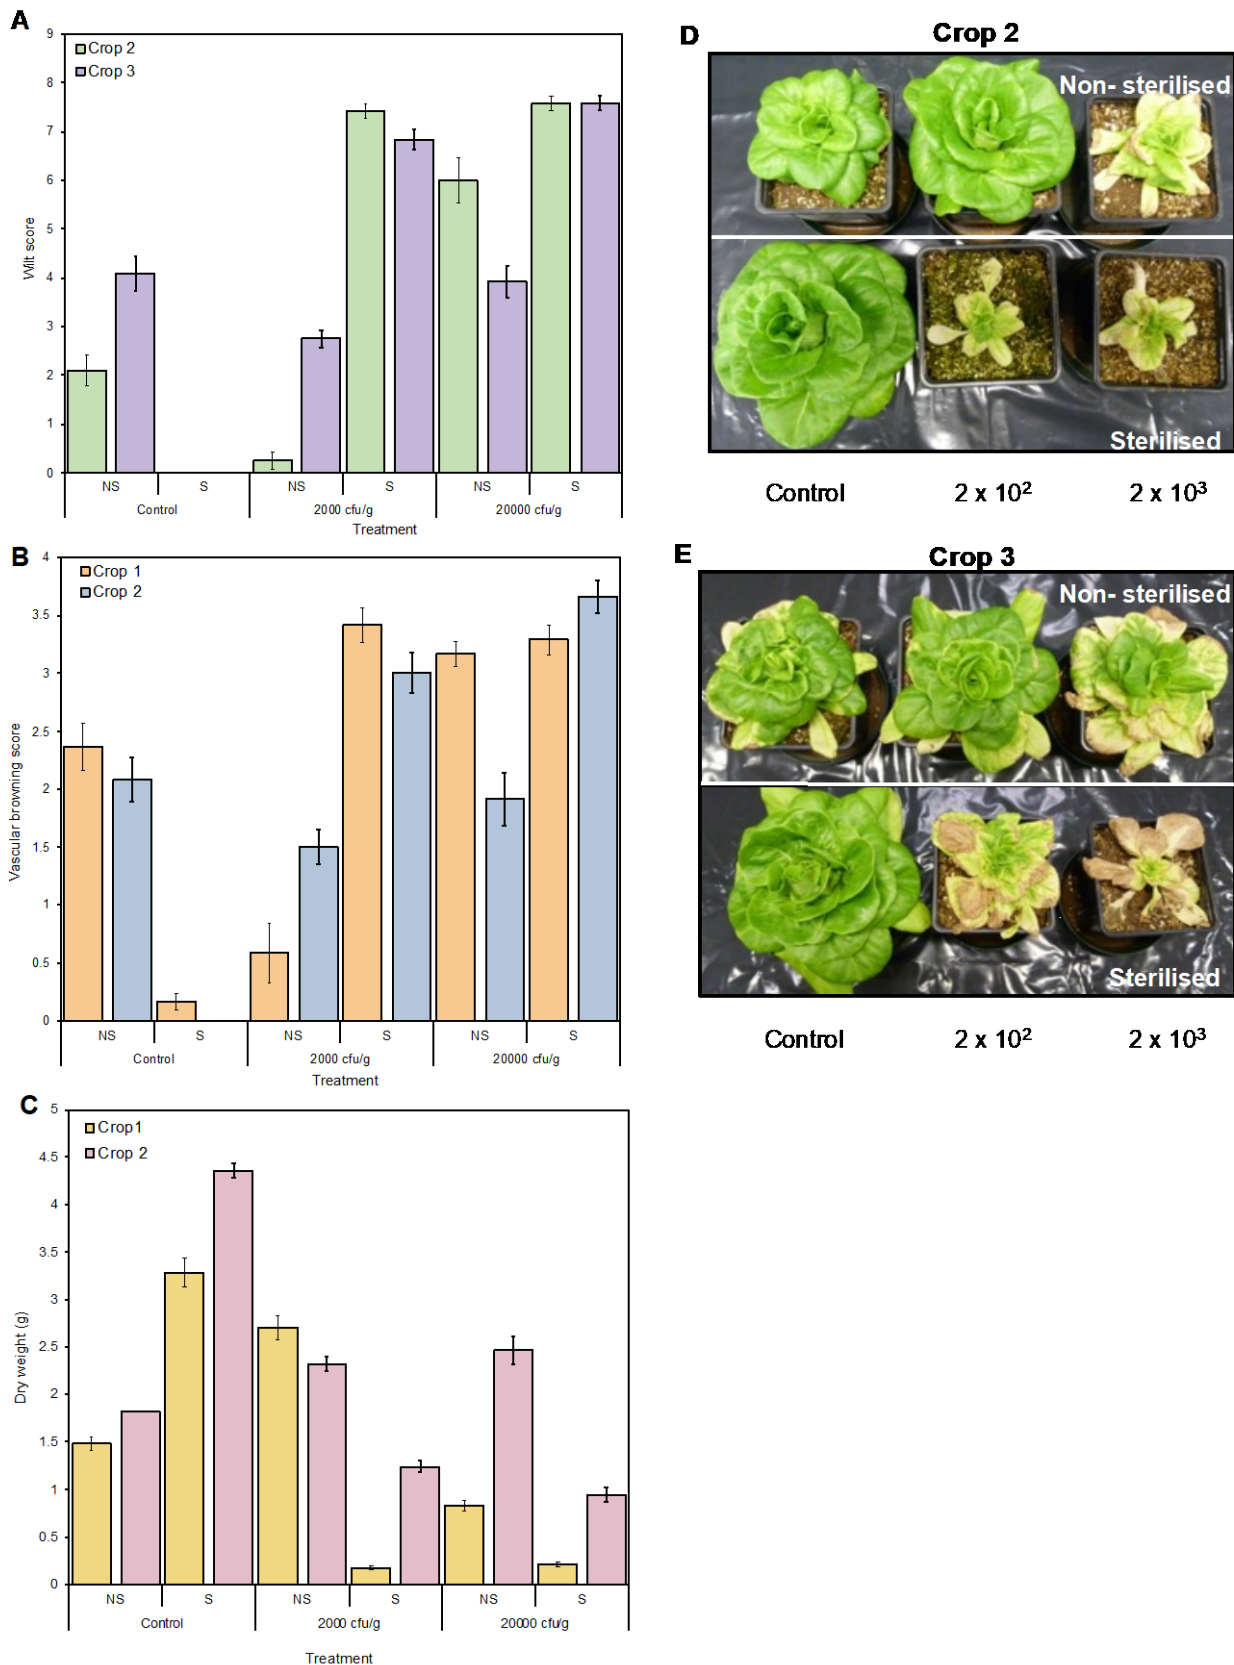 A
9
8
7
6
5
4
3
2
1
0
Wilt score
Crop 2
Crop 3
NS S NS S NS S
Control 2000 cfu/g 20000 cfu/g
Treatment
B
4
3.5
3
2.5
2
1.5
1
0.5
0
Vascular browning score
Crop 1
Crop 2
NS S NS S NS S
Control 2000 cfu/g 20000 cfu/g
Treatment
C
5
4.5
4
3.5
3
2.5
2
1.5
1
0.5
0
Dry weight (g)
Crop1
Crop 2
NS S NS S NS S
Control 2000 cfu/g 20000 cfu/g
Treatment
D
Crop 2
Non- sterilised
Sterilised
Control 2 x 10² 2 x 10³
E
Crop 3
Non- sterilised
Sterilised
Control 2 x 10² 2 x 10³